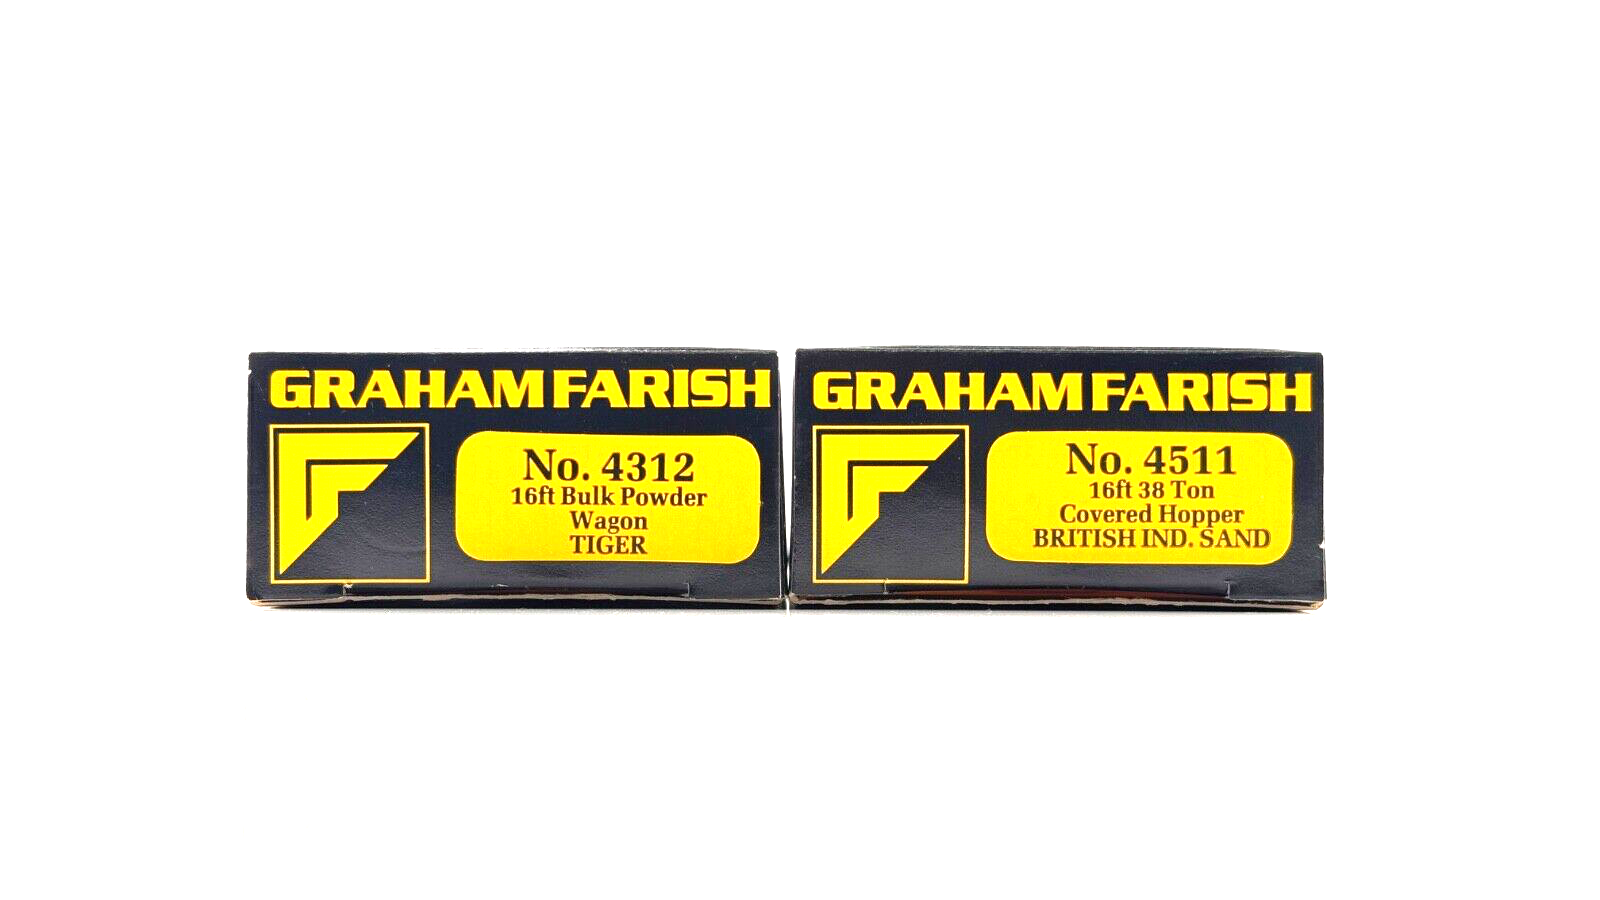 GRAHAM FARISH
No. 4312
16ft Bulk Powder
Wagon
TIGER
GRAHAM FARISH
No. 4511
16ft 38 Ton
Covered Hopper
BRITISH IND. SAND